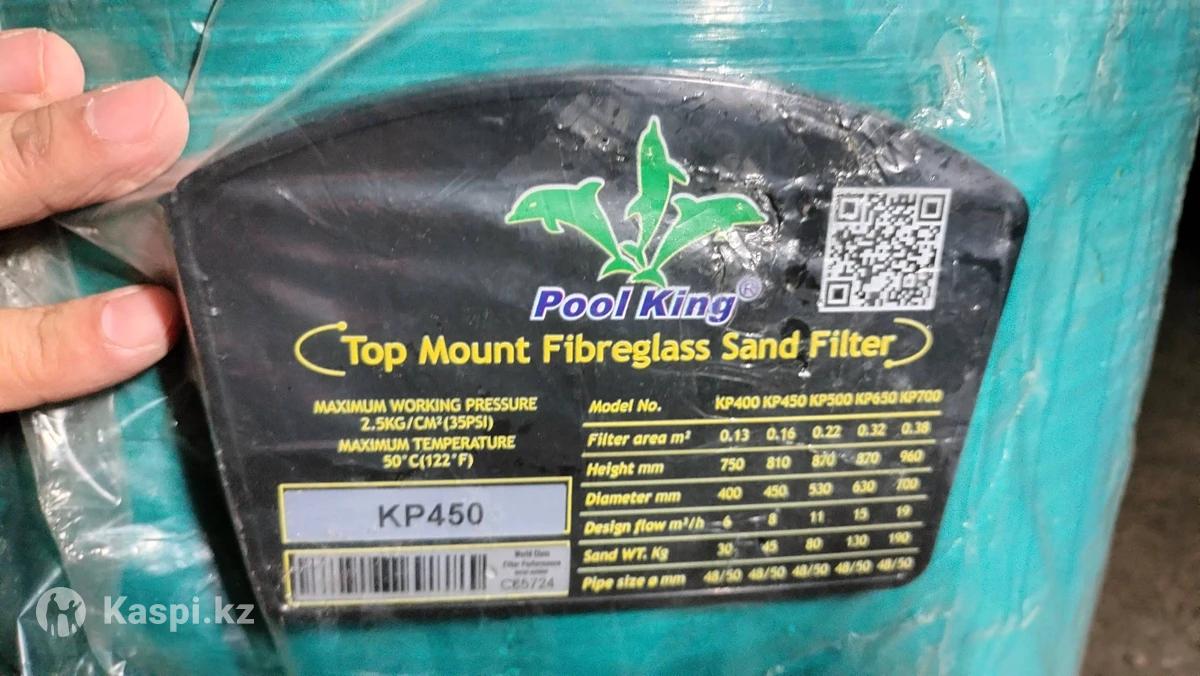 Pool King®
Top Mount Fibreglass Sand Filter
MAXIMUM WORKING PRESSURE
2.5KG/CM²(35PSI)
MAXIMUM TEMPERATURE
50°C(122°F)
KP450
World Class
Filter Performance
C65724
Model No. KP400 KP450 KP500 KP650 KP700
Filter area m² 0.13 0.16 0.22 0.32 0.38
Height mm 750 810 870 870 960
Diameter mm 400 450 530 630 700
Design flow m³/h 6 8 11 15 19
Sand WT. Kg 30 45 80 130 190
Pipe size ø mm 48/50 48/50 48/50 48/50 48/50
Kaspi.kz